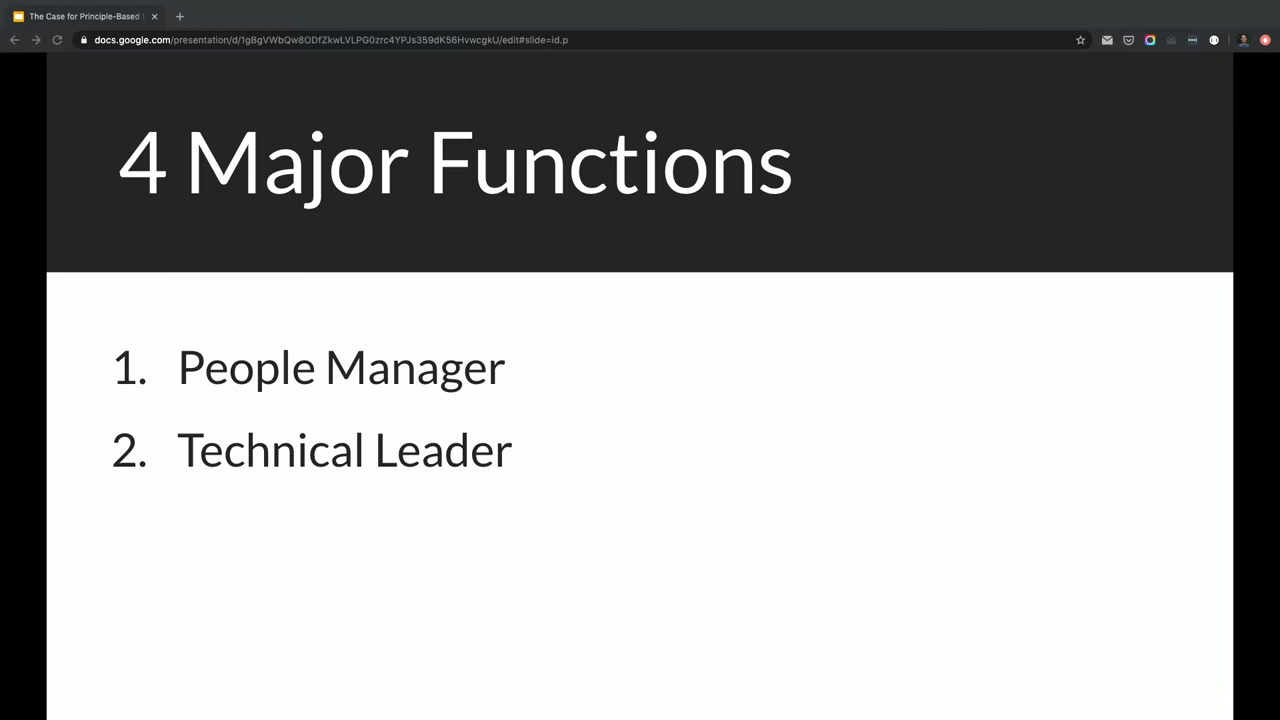 The Case for Principle-Based
docs.google.com/presentation/d/1gBgVWbQw8ODfZkwLVLPG0zrc4YPJs359dK56HvwcgkU/edit#slide=id.p
4 Major Functions
1. People Manager
2. Technical Leader